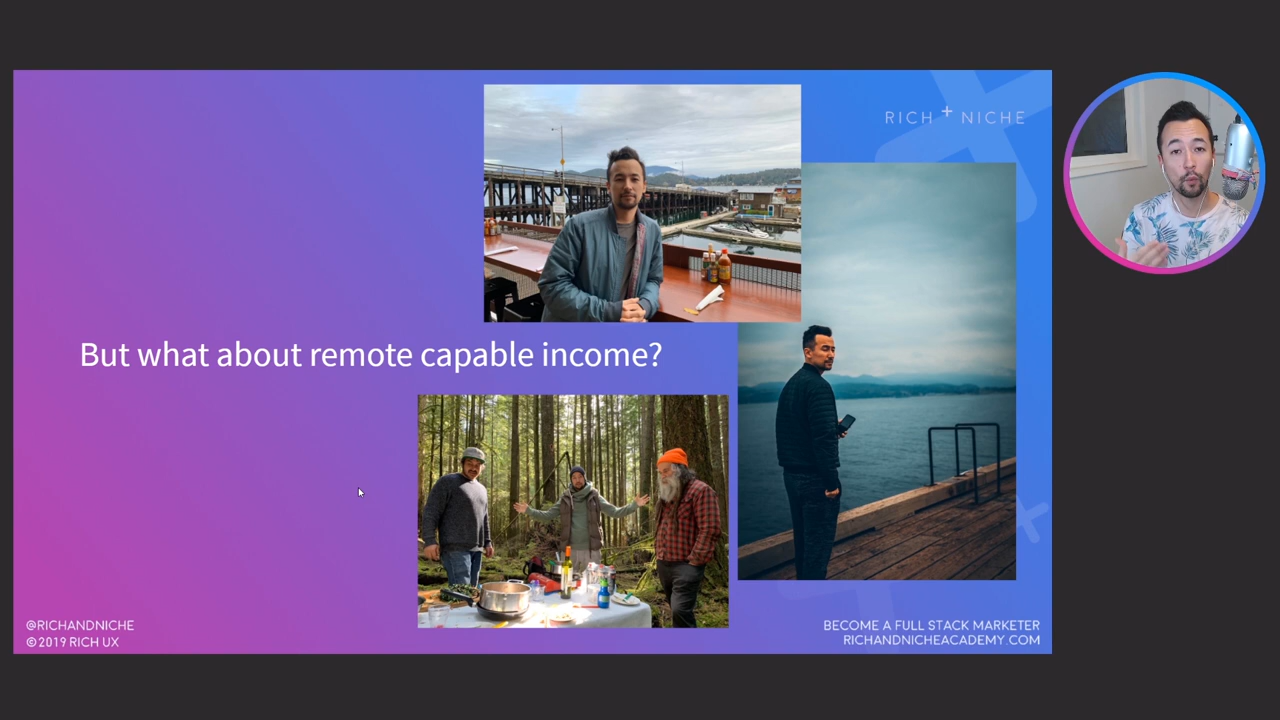 RICH + NICHE
But what about remote capable income?
@RICHANDNICHE
©2019 RICH UX
BECOME A FULL STACK MARKETER
RICHANDNICHEACADEMY.COM